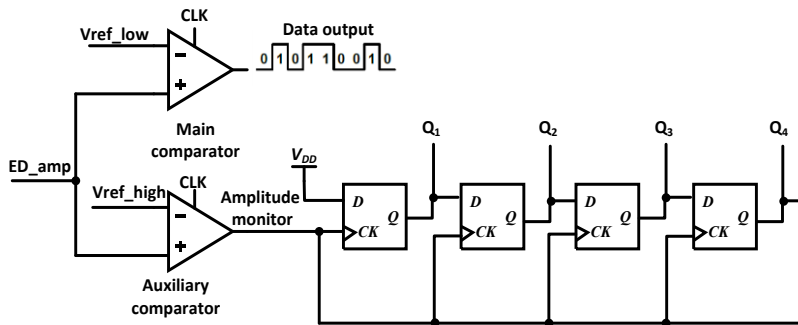 CLK
Vref_low
Data output
0 1 0 1 1 0 0 1 0
Main
comparator
ED_amp
Vref_high
CLK
Amplitude
monitor
Auxiliary
comparator
VDD
Q1
Q2
Q3
Q4
D
Q
CK
D
Q
CK
D
Q
CK
D
Q
CK